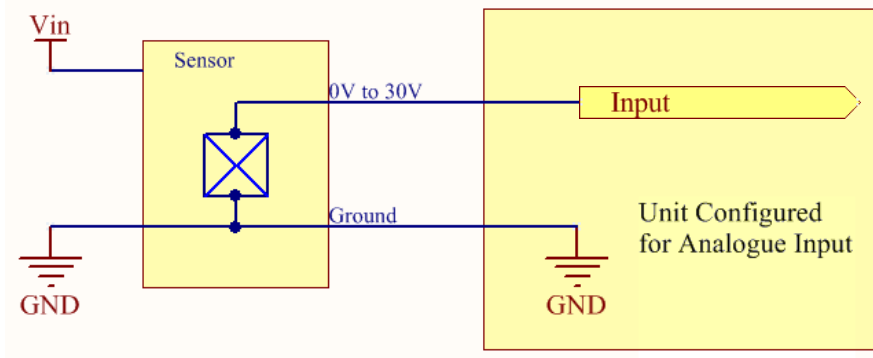 Vin
Sensor
0V to 30V
Input
Ground
Unit Configured
for Analogue Input
GND
GND